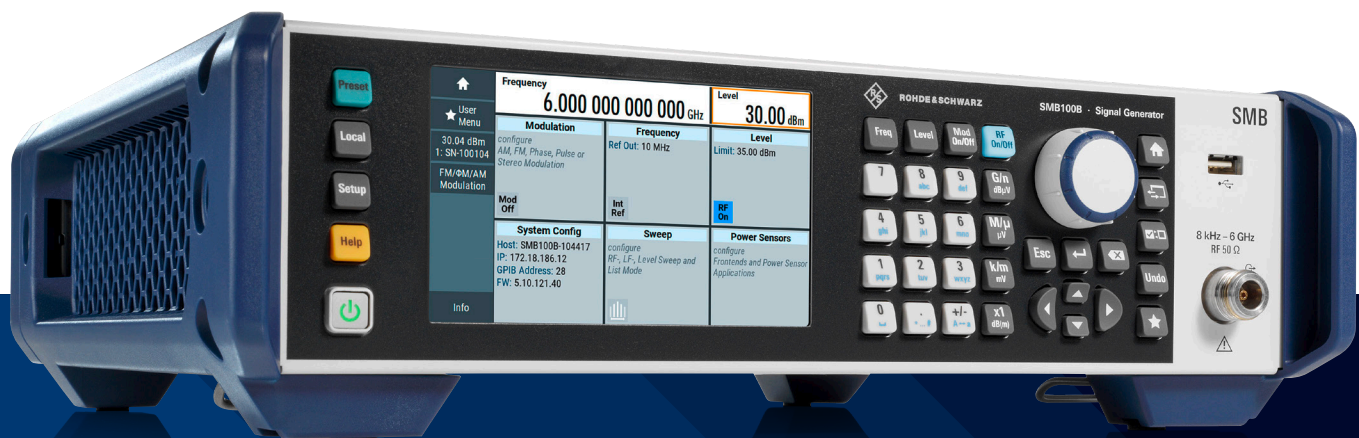 Preset
Local
Setup
Help
User
Menu
30.04 dBm
1: SN-100104
FM/ΦM/AM
Modulation
Info
Frequency
6.000 000 000 000 GHz
Level
30.00 dBm
Modulation
configure
AM, FM, Phase, Pulse or
Stereo Modulation
Mod
Off
Frequency
Ref Out: 10 MHz
Int
Ref
Level
Limit: 35.00 dBm
RF
On
System Config
Host: SMB100B-104417
IP: 172.18.186.12
GPIB Address: 28
FW: 5.10.121.40
Sweep
configure
RF-, LF-, Level Sweep and
List Mode
Power Sensors
configure
Frontends and Power Sensor
Applications
R&S
ROHDE&SCHWARZ
SMB100B · Signal Generator
Freq
Level
Mod
On/Off
RF
On/Off
7
8
abc
9
def
G/n
dBµV
4
ghi
5
jkl
6
mno
M/µ
µV
1
pqrs
2
tuv
3
wxyz
k/m
mV
0
.
+/-
x1
dB(m)
Esc
Undo
SMB
8 kHz – 6 GHz
RF 50 Ω